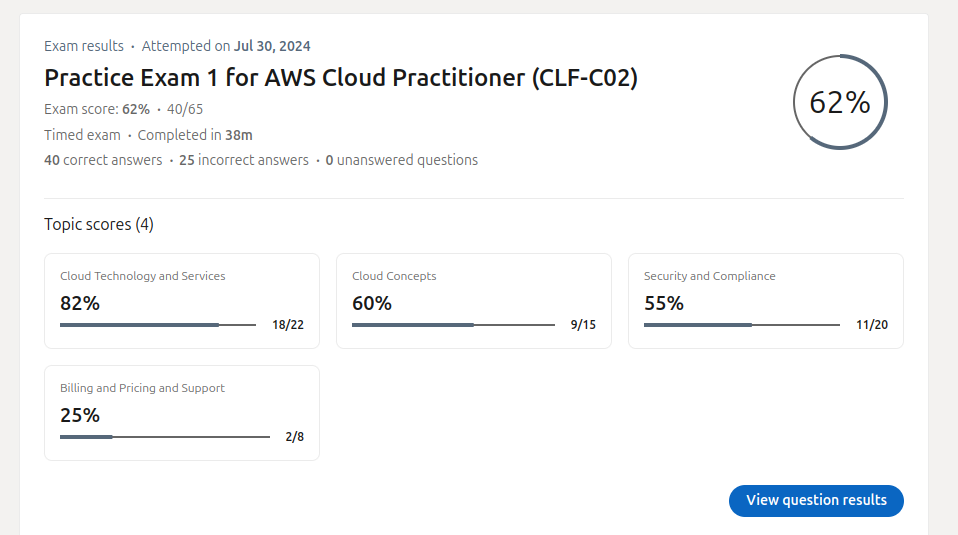 Exam results • Attempted on Jul 30, 2024
Practice Exam 1 for AWS Cloud Practitioner (CLF-C02)
Exam score: 62% • 40/65
Timed exam • Completed in 38m
40 correct answers • 25 incorrect answers • 0 unanswered questions
62%
Topic scores (4)
Cloud Technology and Services
82%
18/22
Cloud Concepts
60%
9/15
Security and Compliance
55%
11/20
Billing and Pricing and Support
25%
2/8
View question results